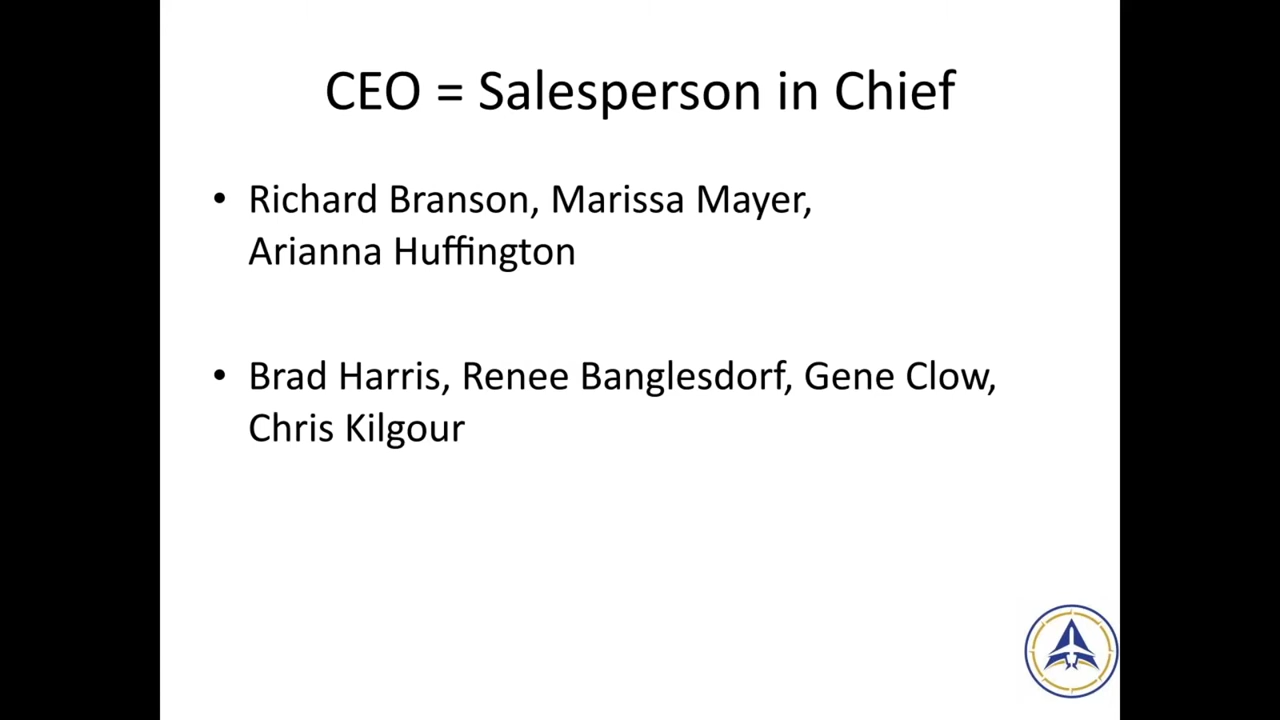 CEO = Salesperson in Chief
• Richard Branson, Marissa Mayer,
Arianna Huffington
• Brad Harris, Renee Banglesdorf, Gene Clow,
Chris Kilgour